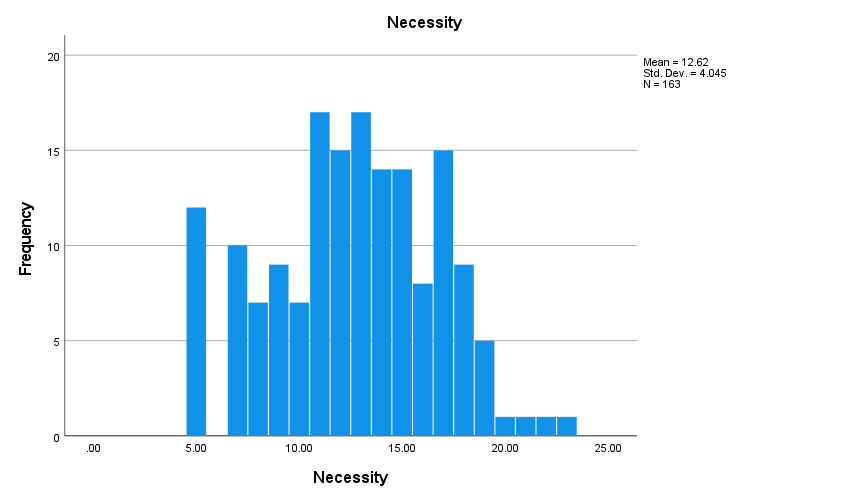 Necessity
Mean = 12.62
Std. Dev. = 4.045
N = 163
Frequency
20
15
10
5
0
.00
5.00
10.00
15.00
20.00
25.00
Necessity